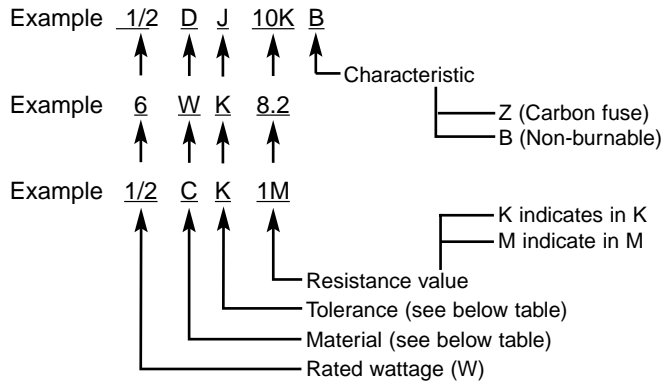 Example 1/2 D J 10K B
Characteristic
Example 6 W K 8.2
Z (Carbon fuse)
B (Non-burnable)
Example 1/2 C K 1M
K indicates in K
M indicate in M
Resistance value
Tolerance (see below table)
Material (see below table)
Rated wattage (W)